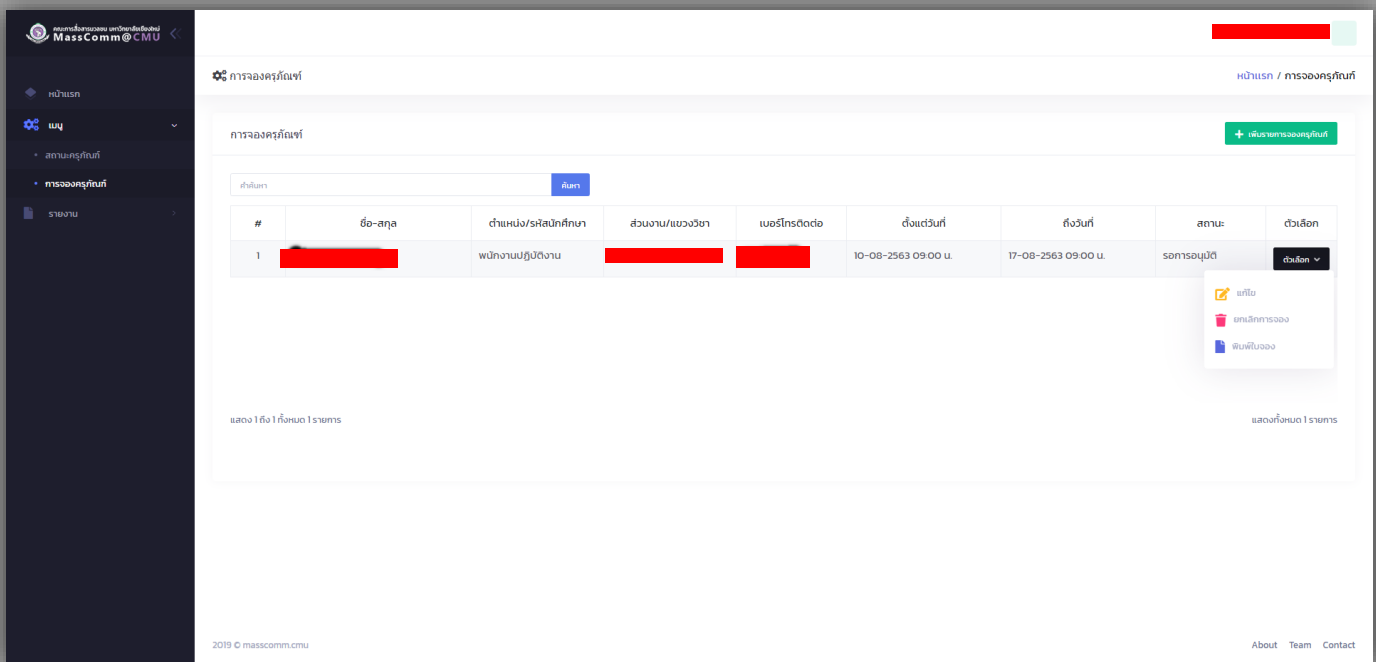 คณะการสื่อสารมวลชน มหาวิทยาลัยเชียงใหม่
MassComm@CMU
การจองครุภัณฑ์
หน้าแรก / การจองครุภัณฑ์
หน้าแรก
เมนู
สถานะครุภัณฑ์
การจองครุภัณฑ์
รายงาน
การจองครุภัณฑ์
เพิ่มรายการจองครุภัณฑ์
คำค้นหา
ค้นหา
# ชื่อ-สกุล ตำแหน่ง/รหัสนักศึกษา ส่วนงาน/แขวงวิชา เบอร์โทรติดต่อ ตั้งแต่วันที่ ถึงวันที่ สถานะ ตัวเลือก
1 พนักงานปฏิบัติงาน 10-08-2563 09:00 น. 17-08-2563 09:00 น. รอการอนุมัติ ตัวเลือก
แก้ไข
ยกเลิกการจอง
พิมพ์ใบจอง
แสดง 1 ถึง 1 ทั้งหมด 1 รายการ
แสดงทั้งหมด 1 รายการ
2019 © masscomm.cmu
About Team Contact